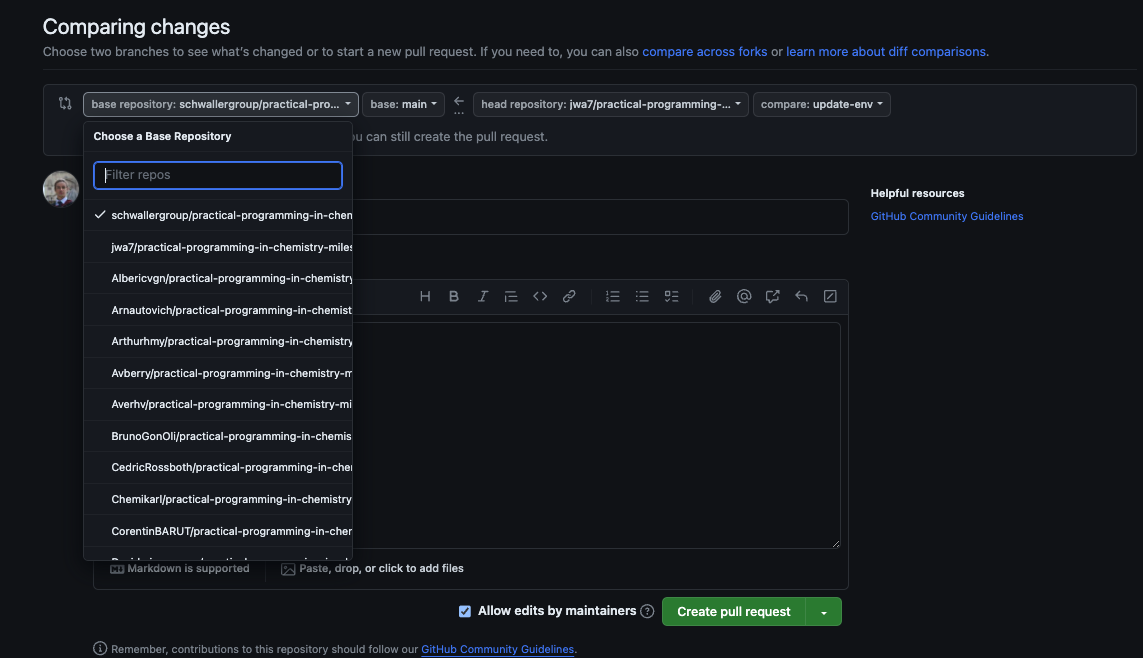 Comparing changes
Choose two branches to see what's changed or to start a new pull request. If you need to, you can also compare across forks or learn more about diff comparisons.
base repository: schwallergroup/practical-pro... base: main ... head repository: jwa7/practical-programming-... compare: update-env
Choose a Base Repository
ou can still create the pull request.
Filter repos
Helpful resources
GitHub Community Guidelines
schwallergroup/practical-programming-in-chem
jwa7/practical-programming-in-chemistry-miles
Albericvgn/practical-programming-in-chemistry
H B I
Arnautovich/practical-programming-in-chemist
Arthurhmy/practical-programming-in-chemistry
Avberry/practical-programming-in-chemistry-m
Averhv/practical-programming-in-chemistry-mi
BrunoGonOli/practical-programming-in-chemis
CedricRossboth/practical-programming-in-cher
Chemikarl/practical-programming-in-chemistry
CorentinBARUT/practical-programming-in-cher
Markdown is supported
Paste, drop, or click to add files
Allow edits by maintainers ?
Create pull request
Remember, contributions to this repository should follow our GitHub Community Guidelines.